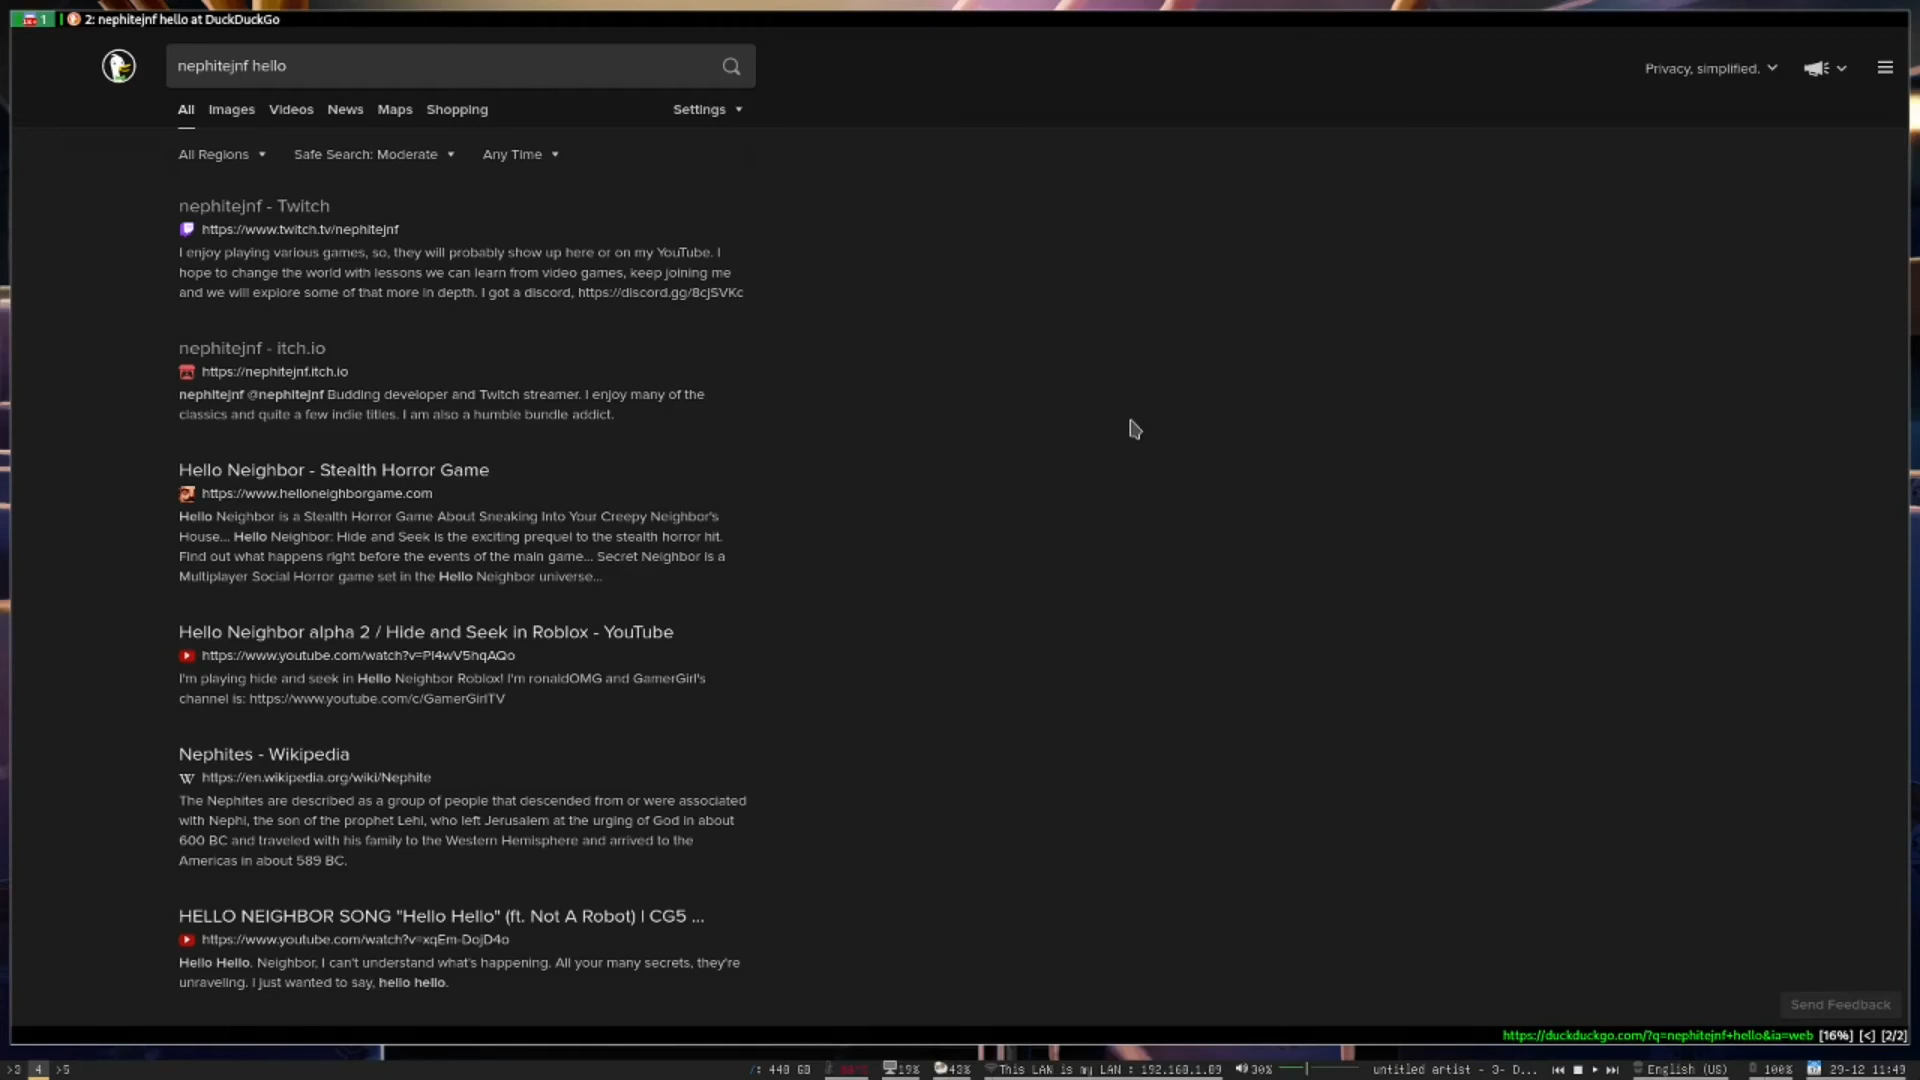 1 2: nephitejnf hello at DuckDuckGo
nephitejnf hello
Privacy, simplified.
All Images Videos News Maps Shopping Settings
All Regions Safe Search: Moderate Any Time
nephitejnf - Twitch
https://www.twitch.tv/nephitejnf
I enjoy playing various games, so, they will probably show up here or on my YouTube. I
hope to change the world with lessons we can learn from video games, keep joining me
and we will explore some of that more in depth. I got a discord, https://discord.gg/8cjSVKc
nephitejnf - itch.io
https://nephitejnf.itch.io
nephitejnf @nephitejnf Budding developer and Twitch streamer. I enjoy many of the
classics and quite a few indie titles. I am also a humble bundle addict.
Hello Neighbor - Stealth Horror Game
https://www.helloneighborgame.com
Hello Neighbor is a Stealth Horror Game About Sneaking Into Your Creepy Neighbor's
House... Hello Neighbor: Hide and Seek is the exciting prequel to the stealth horror hit.
Find out what happens right before the events of the main game... Secret Neighbor is a
Multiplayer Social Horror game set in the Hello Neighbor universe...
Hello Neighbor alpha 2 / Hide and Seek in Roblox - YouTube
https://www.youtube.com/watch?v=PI4wV5hqAQo
I'm playing hide and seek in Hello Neighbor Roblox! I'm ronaldOMG and GamerGirl's
channel is: https://www.youtube.com/c/GamerGirlTV
Nephites - Wikipedia
https://en.wikipedia.org/wiki/Nephite
The Nephites are described as a group of people that descended from or were associated
with Nephi, the son of the prophet Lehi, who left Jerusalem at the urging of God in about
600 BC and traveled with his family to the Western Hemisphere and arrived to the
Americas in about 589 BC.
HELLO NEIGHBOR SONG "Hello Hello" (ft. Not A Robot) | CG5 ...
https://www.youtube.com/watch?v=xqEm-DojD4o
Hello Hello. Neighbor, I can't understand what's happening. All your many secrets, they're
unraveling. I just wanted to say, hello hello.
Send Feedback
https://duckduckgo.com/?q=nephitejnf+hello&ia=web [16%] [<] [2/2]
>3 4 >5 /: 448 GB 19% 43% This LAN is my LAN : 192.168.1.89 30% untitled artist - 3- D... English (US) 100% 29-12 11:49